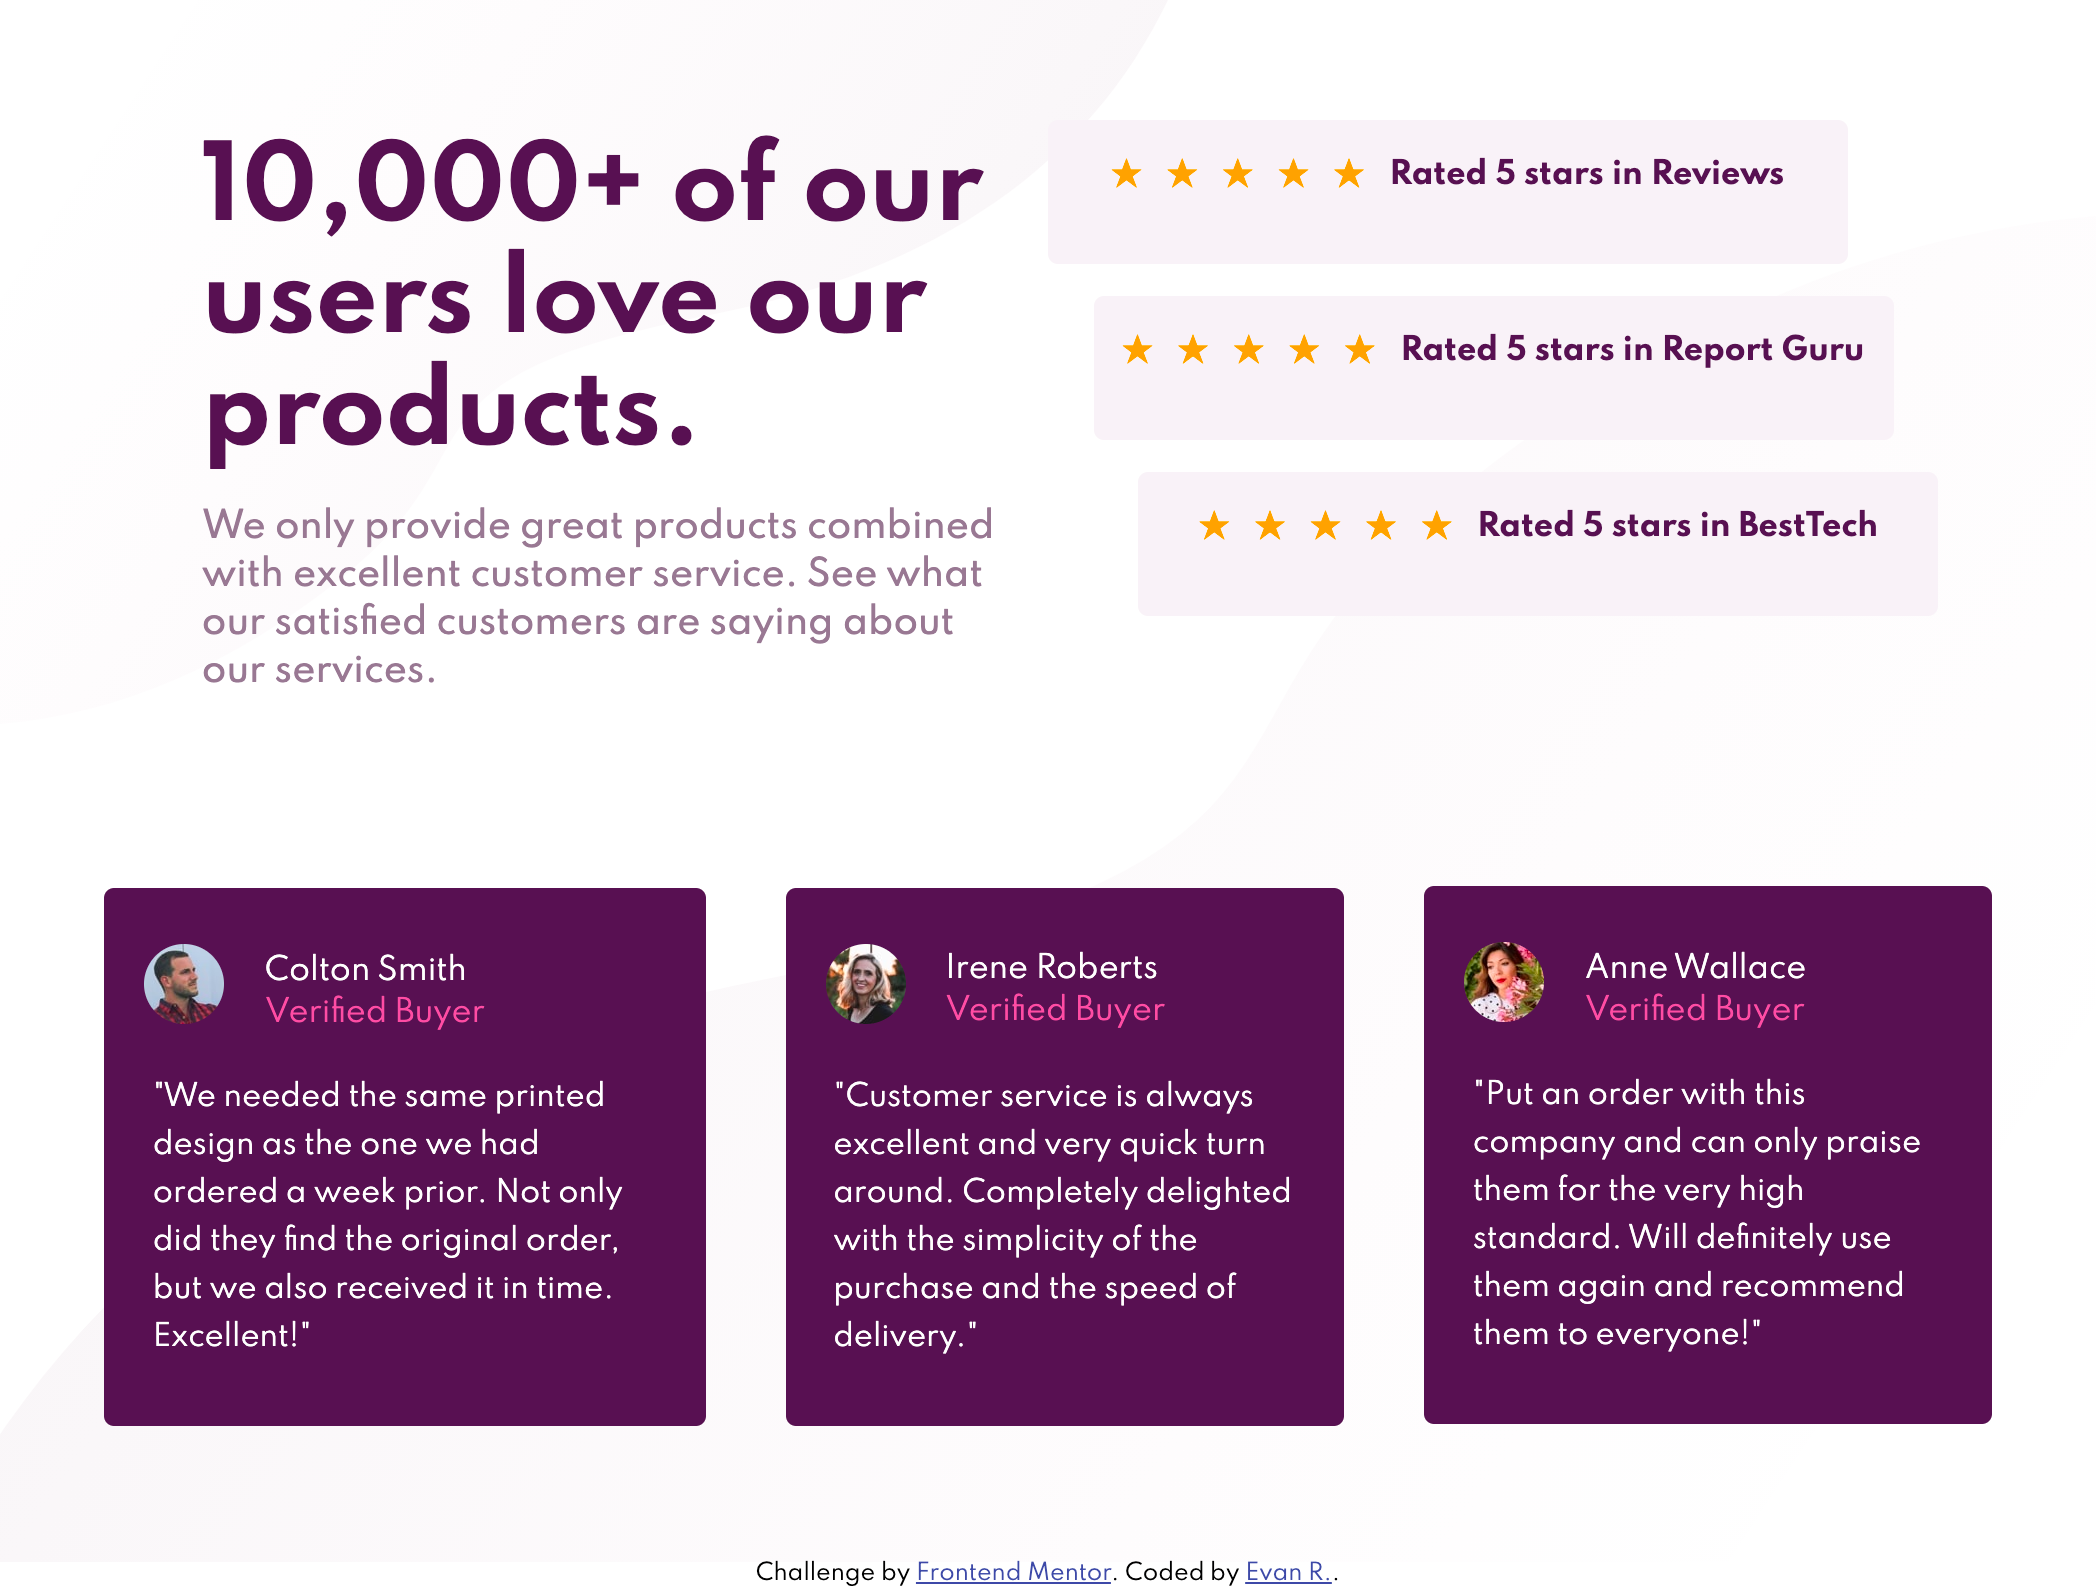 10,000+ of our
users love our
products.
We only provide great products combined
with excellent customer service. See what
our satisfied customers are saying about
our services.
Rated 5 stars in Reviews
Rated 5 stars in Report Guru
Rated 5 stars in BestTech
Colton Smith
Verified Buyer
"We needed the same printed
design as the one we had
ordered a week prior. Not only
did they find the original order,
but we also received it in time.
Excellent!"
Irene Roberts
Verified Buyer
"Customer service is always
excellent and very quick turn
around. Completely delighted
with the simplicity of the
purchase and the speed of
delivery."
Anne Wallace
Verified Buyer
"Put an order with this
company and can only praise
them for the very high
standard. Will definitely use
them again and recommend
them to everyone!"
Challenge by Frontend Mentor. Coded by Evan R..